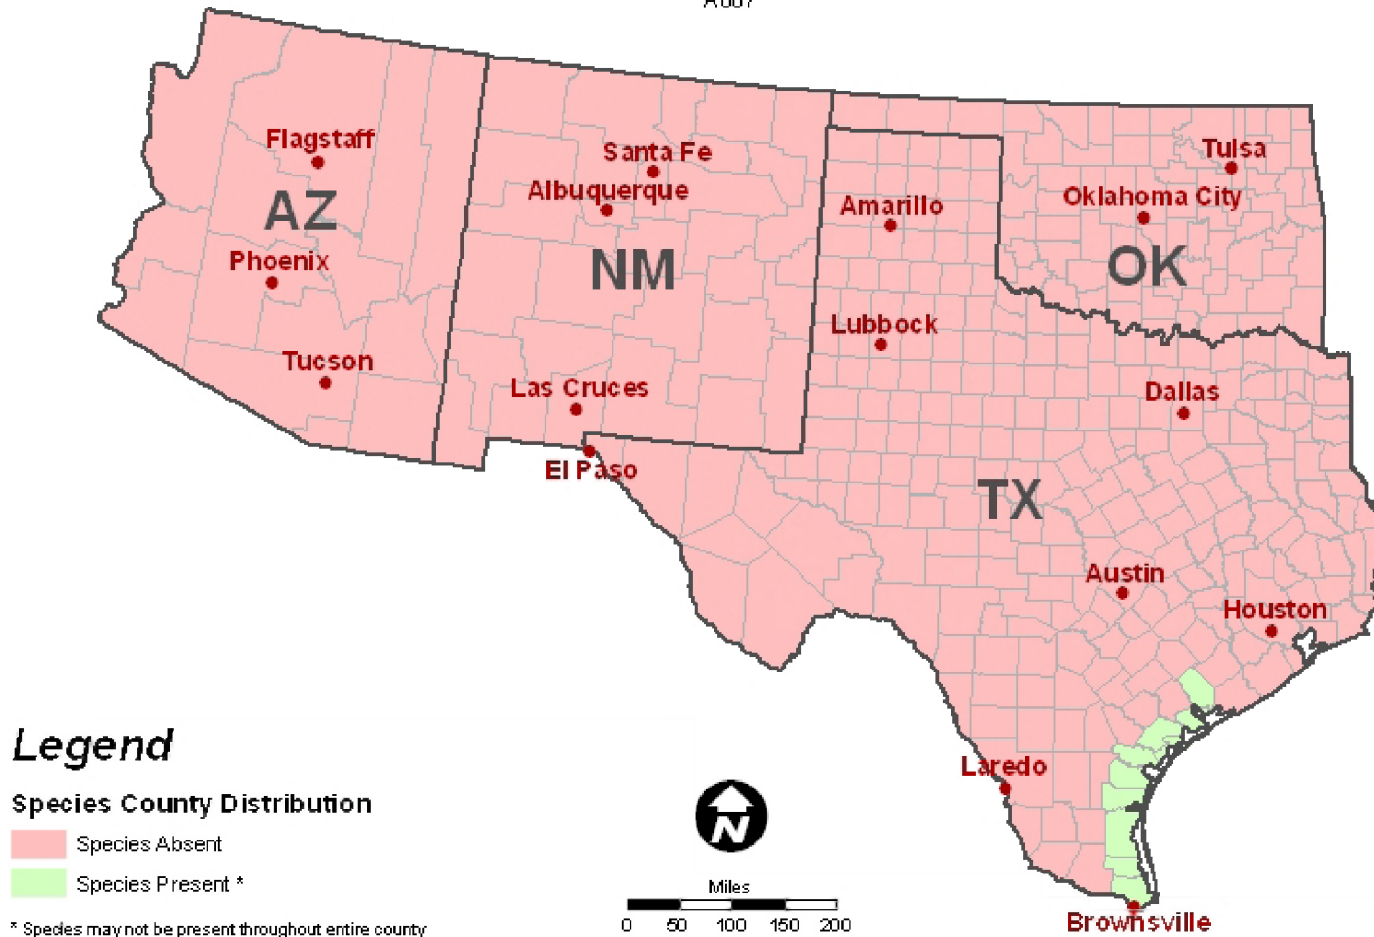 Flagstaff
Santa Fe
Tulsa
Albuquerque
Oklahoma City
Amarillo
AZ
Phoenix
NM
OK
Lubbock
Tucson
Las Cruces
Dallas
El Paso
TX
Austin
Houston
Laredo
Brownsville
Legend
Species County Distribution
Species Absent
Species Present *
* Species may not be present throughout entire county
N
Miles
0 50 100 150 200